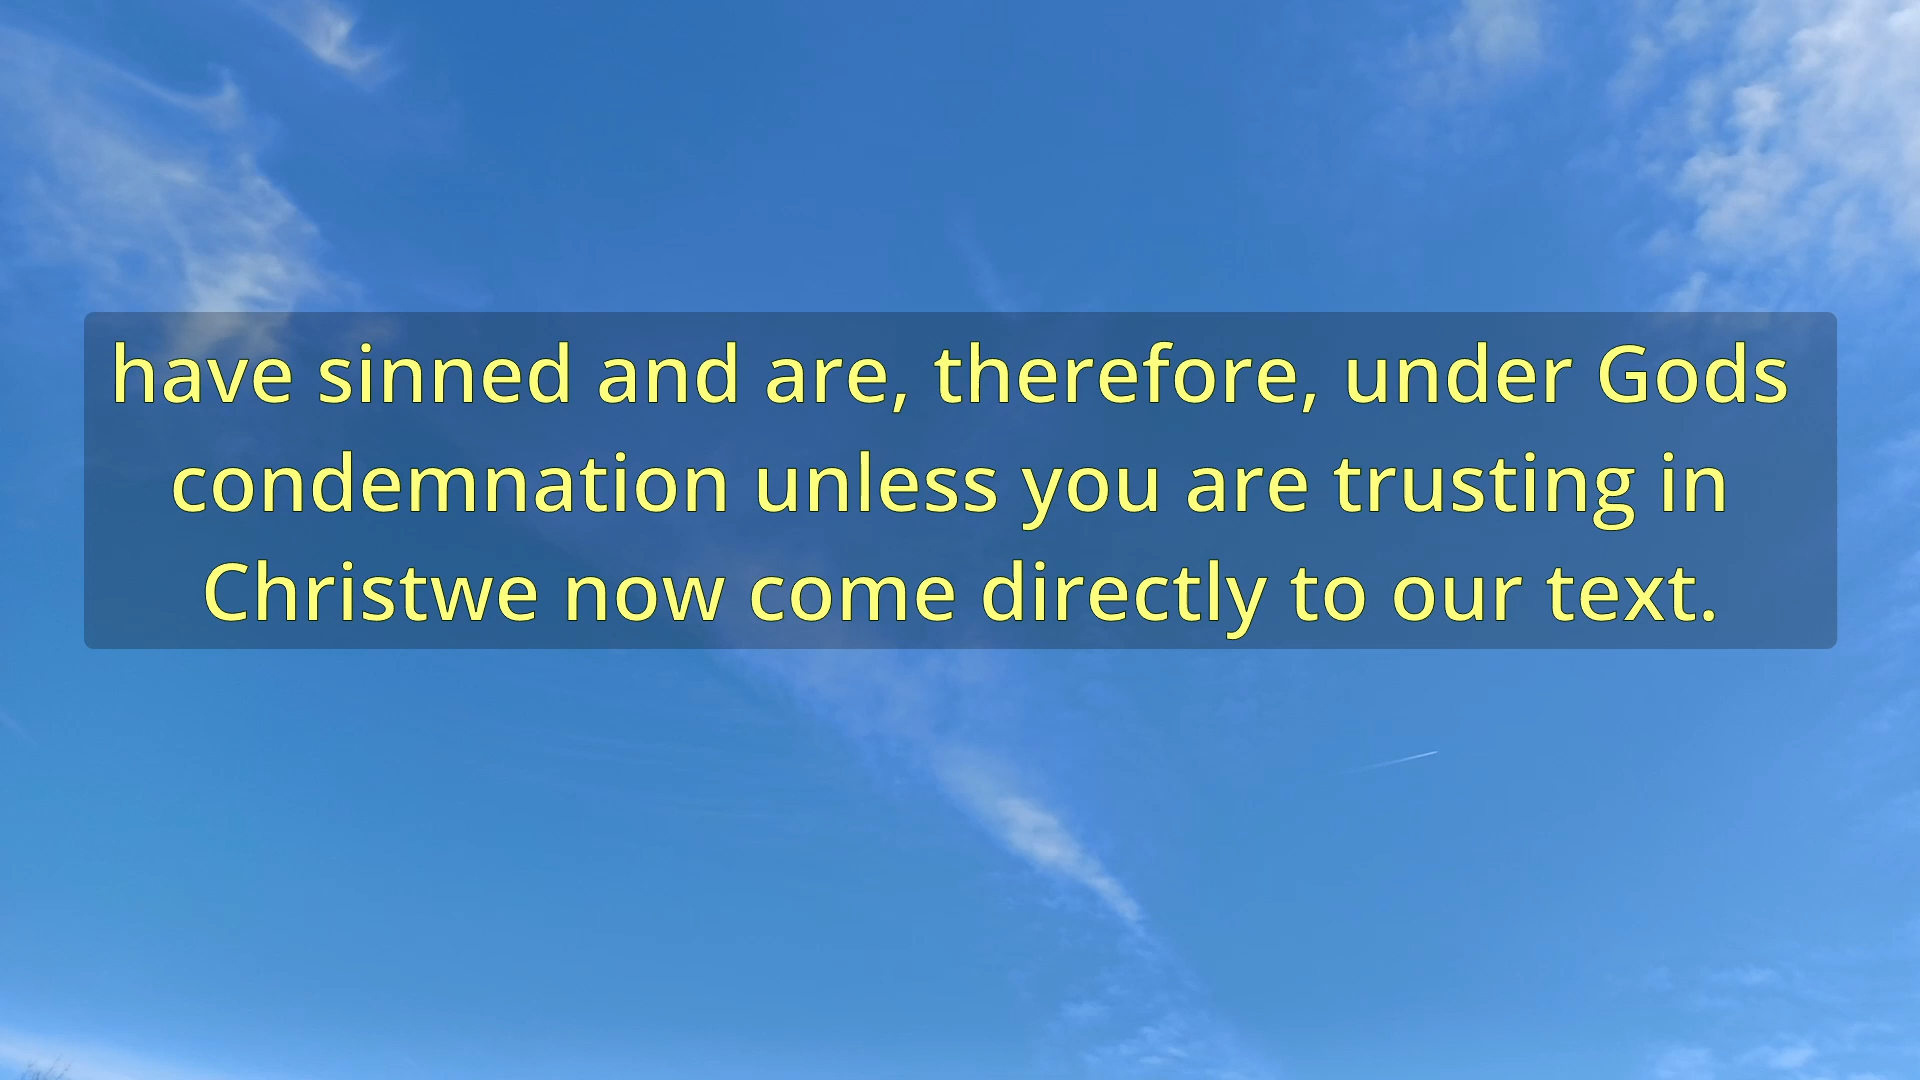 have sinned and are, therefore, under Gods
condemnation unless you are trusting in
Christwe now come directly to our text.